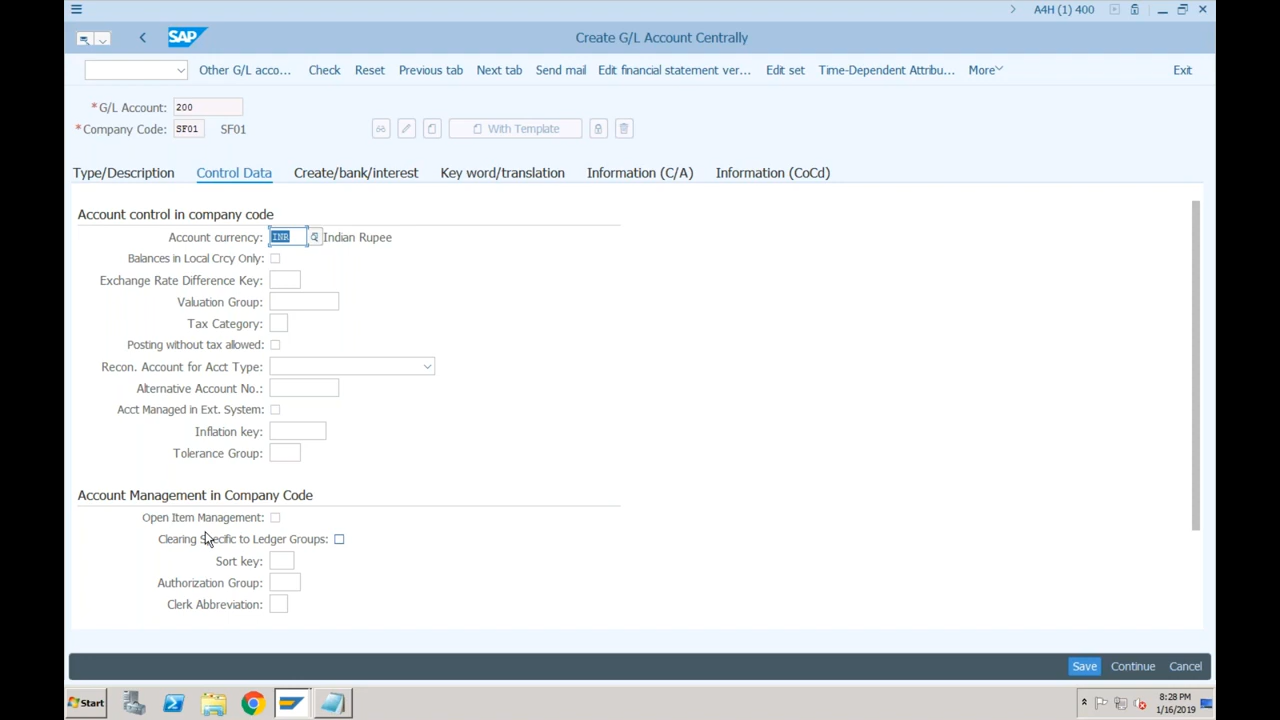 A4H (1) 400
SAP
Create G/L Account Centrally
Other G/L acco... Check Reset Previous tab Next tab Send mail Edit financial statement ver... Edit set Time-Dependent Attribu... More Exit
*G/L Account: 200
*Company Code: SF01 SF01
With Template
Type/Description Control Data Create/bank/interest Key word/translation Information (C/A) Information (CoCd)
Account control in company code
Account currency: INR Indian Rupee
Balances in Local Crcy Only:
Exchange Rate Difference Key:
Valuation Group:
Tax Category:
Posting without tax allowed:
Recon. Account for Acct Type:
Alternative Account No.:
Acct Managed in Ext. System:
Inflation key:
Tolerance Group:
Account Management in Company Code
Open Item Management:
Clearing Specific to Ledger Groups:
Sort key:
Authorization Group:
Clerk Abbreviation:
Save Continue Cancel
Start
8:28 PM
1/16/2019